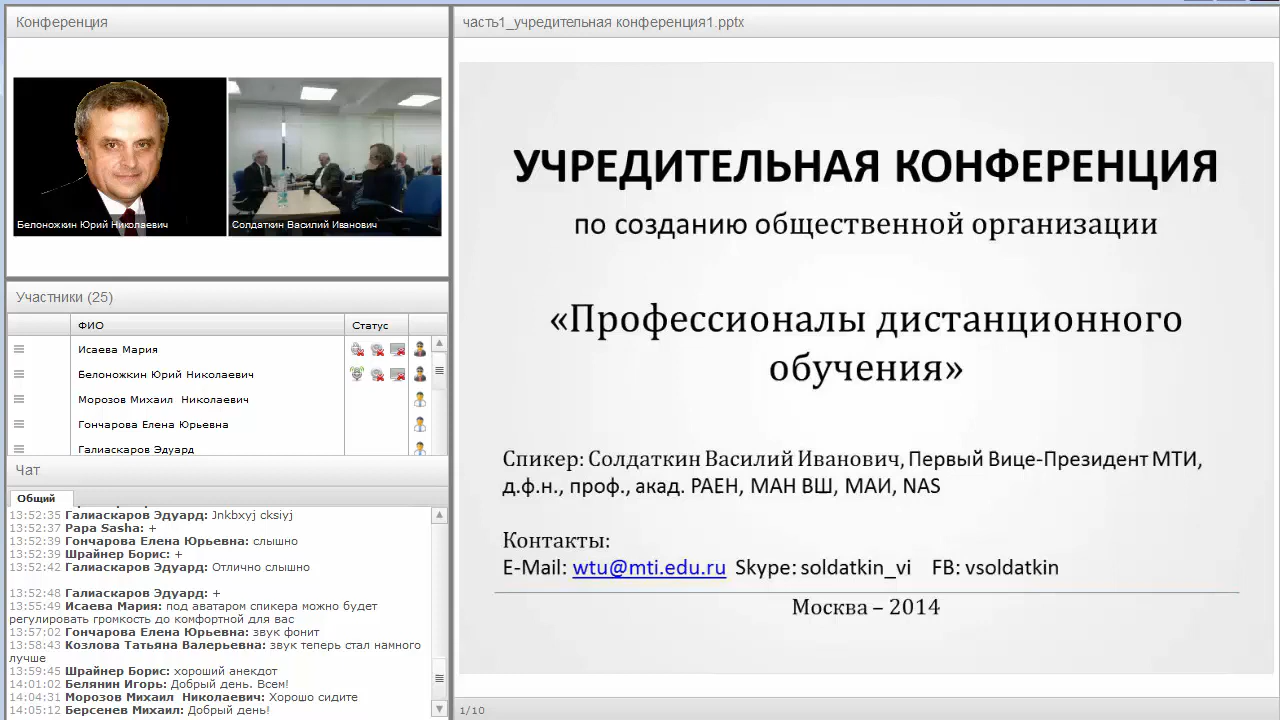 Конференция
Белоножкин Юрий Николаевич
Солдаткин Василий Иванович
Участники (25)
ФИО Статус
Исаева Мария
Белоножкин Юрий Николаевич
Морозов Михаил Николаевич
Гончарова Елена Юрьевна
Галиаскаров Эдуард
Чат
Общий
13:52:35 Галиаскаров Эдуард: Jnkbxyj cksiyj
13:52:37 Papa Sasha: +
13:52:39 Гончарова Елена Юрьевна: слышно
13:52:39 Шрайнер Борис: +
13:52:42 Галиаскаров Эдуард: Отлично слышно
13:52:48 Галиаскаров Эдуард: +
13:55:49 Исаева Мария: под аватаром спикера можно будет
регулировать громкость до комфортной для вас
13:57:02 Гончарова Елена Юрьевна: звук фонит
13:58:43 Козлова Татьяна Валерьевна: звук теперь стал намного
лучше
13:59:45 Шрайнер Борис: хороший анекдот
14:01:02 Белянин Игорь: Добрый день. Всем!
14:04:31 Морозов Михаил Николаевич: Хорошо сидите
14:05:12 Берсенев Михаил: Добрый день!
часть1_учредительная конференция1.pptx
УЧРЕДИТЕЛЬНАЯ КОНФЕРЕНЦИЯ
по созданию общественной организации
«Профессионалы дистанционного
обучения»
Спикер: Солдаткин Василий Иванович, Первый Вице-Президент МТИ,
д.ф.н., проф., акад. РАЕН, МАН ВШ, МАИ, NAS
Контакты:
E-Mail: wtu@mti.edu.ru Skype: soldatkin_vi FB: vsoldatkin
Москва – 2014
1/10